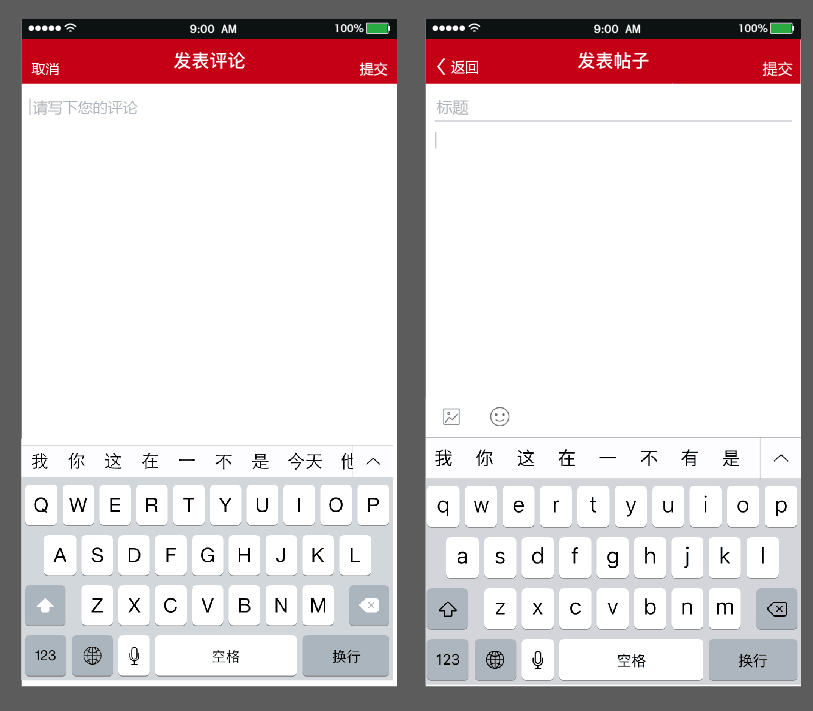 9:00 AM 100%
取消 发表评论 提交
请写下您的评论
我 你 这 在 一 不 是 今天
Q W E R T Y U I O P
A S D F G H J K L
Z X C V B N M
123 空格 换行
9:00 AM 100%
返回 发表帖子 提交
标题
我 你 这 在 一 不 有 是
q w e r t y u i o p
a s d f g h j k l
z x c v b n m
123 空格 换行